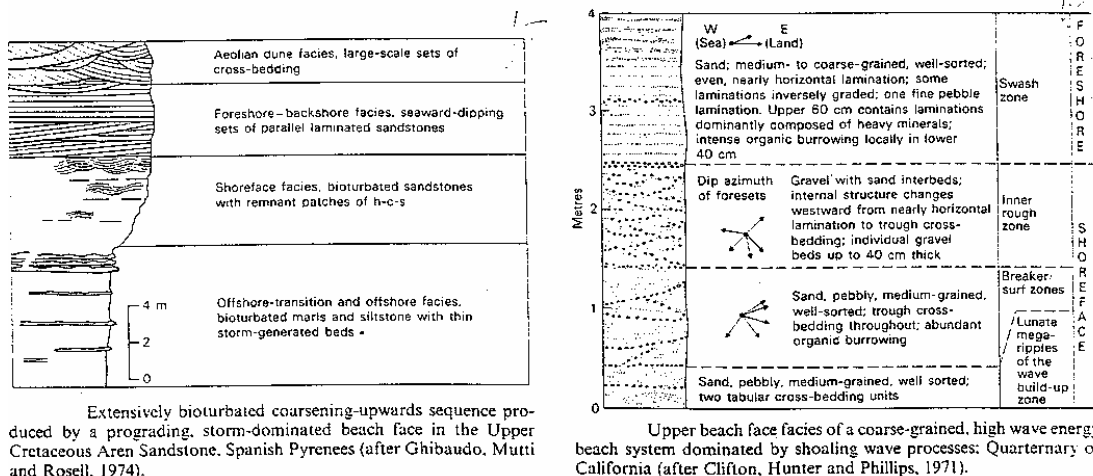 Aeolian dune facies, large-scale sets of
cross-bedding
Foreshore–backshore facies, seaward-dipping
sets of parallel laminated sandstones
Shoreface facies, bioturbated sandstones
with remnant patches of h-c-s
Offshore-transition and offshore facies,
bioturbated marls and siltstone with thin
storm-generated beds
4 m
2
0
Extensively bioturbated coarsening-upwards sequence pro-
duced by a prograding, storm-dominated beach face in the Upper
Cretaceous Aren Sandstone, Spanish Pyrenees (after Ghibaudo, Mutti
and Rosell, 1974).
Metres
4
3
2
1
0
W E
(Sea) (Land)
Sand; medium- to coarse-grained, well-sorted;
even, nearly horizontal lamination; some
laminations inversely graded; one fine pebble
lamination. Upper 60 cm contains laminations
dominantly composed of heavy minerals;
intense organic burrowing locally in lower
40 cm
Swash
zone
FORESHORE
Dip azimuth
of foresets
Gravel with sand interbeds;
internal structure changes
westward from nearly horizontal
lamination to trough cross-
bedding; individual gravel
beds up to 40 cm thick
Inner
rough
zone
Sand, pebbly, medium-grained,
well-sorted; trough cross-
bedding throughout; abundant
organic burrowing
Breaker-
surf zones
Sand, pebbly, medium-grained, well sorted;
two tabular cross-bedding units
Lunate
mega-
ripples
of the
wave
build-up
zone
SHOREFACE
Upper beach face facies of a coarse-grained, high wave energy
beach system dominated by shoaling wave processes: Quarternary o
California (after Clifton, Hunter and Phillips, 1971).